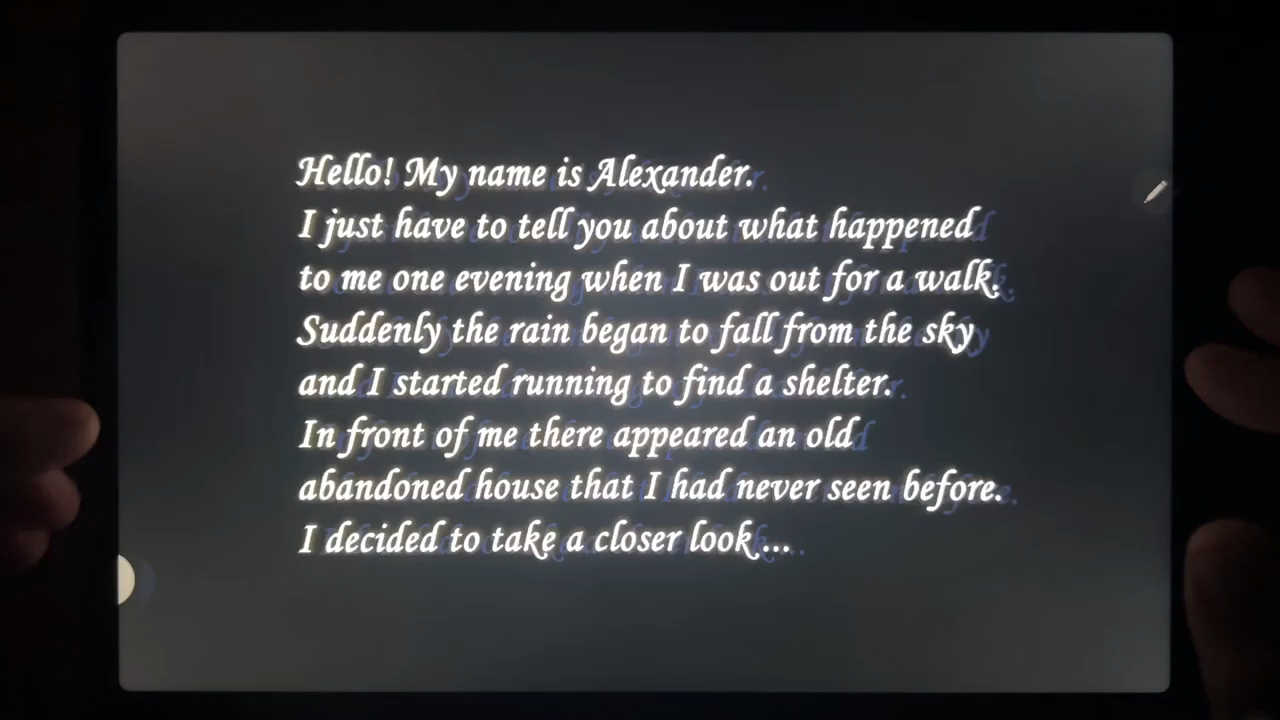 Hello! My name is Alexander.
I just have to tell you about what happened
to me one evening when I was out for a walk.
Suddenly the rain began to fall from the sky
and I started running to find a shelter.
In front of me there appeared an old
abandoned house that I had never seen before.
I decided to take a closer look...